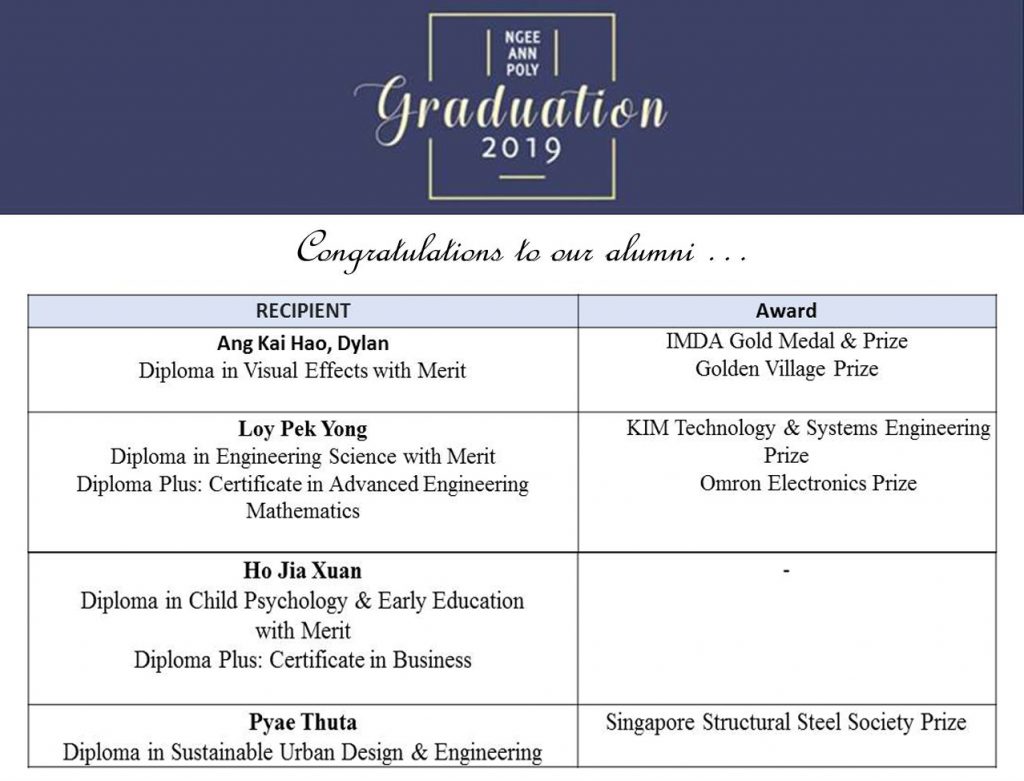 NGEE
ANN
POLY
Graduation
2019
Congratulations to our alumni ...
RECIPIENT
Award
Ang Kai Hao, Dylan
Diploma in Visual Effects with Merit
IMDA Gold Medal & Prize
Golden Village Prize
Loy Pek Yong
Diploma in Engineering Science with Merit
Diploma Plus: Certificate in Advanced Engineering
Mathematics
KIM Technology & Systems Engineering
Prize
Omron Electronics Prize
Ho Jia Xuan
Diploma in Child Psychology & Early Education
with Merit
Diploma Plus: Certificate in Business
-
Pyae Thuta
Diploma in Sustainable Urban Design & Engineering
Singapore Structural Steel Society Prize